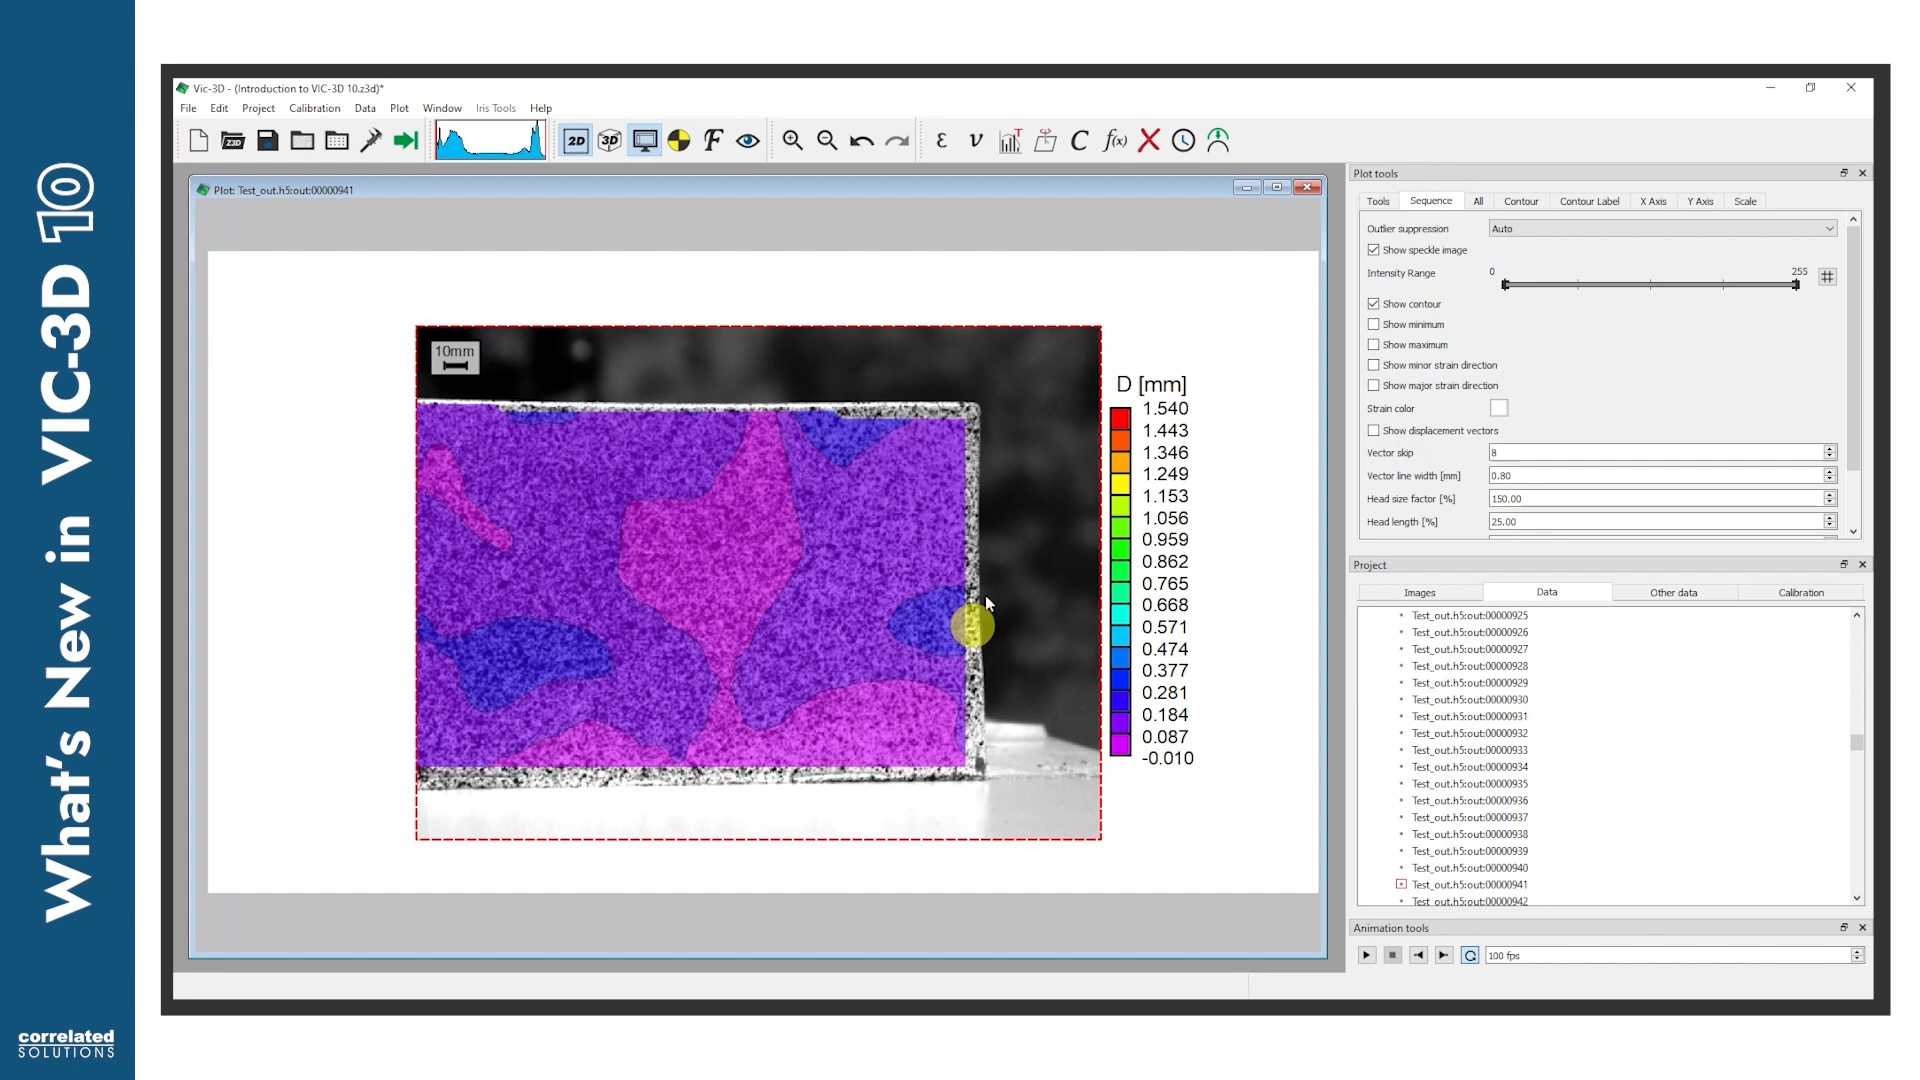 What's New in VIC-3D 10
correlated
SOLUTIONS
Vic-3D - (Introduction to VIC-3D 10.z3d)*
File Edit Project Calibration Data Plot Window Iris Tools Help
Z3D 2D 3D F ε ν C f(x)
Plot: Test_out.h5:out:00000941
10mm
D [mm]
1.540
1.443
1.346
1.249
1.153
1.056
0.959
0.862
0.765
0.668
0.571
0.474
0.377
0.281
0.184
0.087
-0.010
Plot tools
Tools Sequence All Contour Contour Label X Axis Y Axis Scale
Outlier suppression Auto
Show speckle image
Intensity Range 0 255
Show contour
Show minimum
Show maximum
Show minor strain direction
Show major strain direction
Strain color
Show displacement vectors
Vector skip 8
Vector line width [mm] 0.80
Head size factor [%] 150.00
Head length [%] 25.00
Project
Images Data Other data Calibration
Test_out.h5:out:00000925
Test_out.h5:out:00000926
Test_out.h5:out:00000927
Test_out.h5:out:00000928
Test_out.h5:out:00000929
Test_out.h5:out:00000930
Test_out.h5:out:00000931
Test_out.h5:out:00000932
Test_out.h5:out:00000933
Test_out.h5:out:00000934
Test_out.h5:out:00000935
Test_out.h5:out:00000936
Test_out.h5:out:00000937
Test_out.h5:out:00000938
Test_out.h5:out:00000939
Test_out.h5:out:00000940
Test_out.h5:out:00000941
Test_out.h5:out:00000942
Animation tools
100 fps